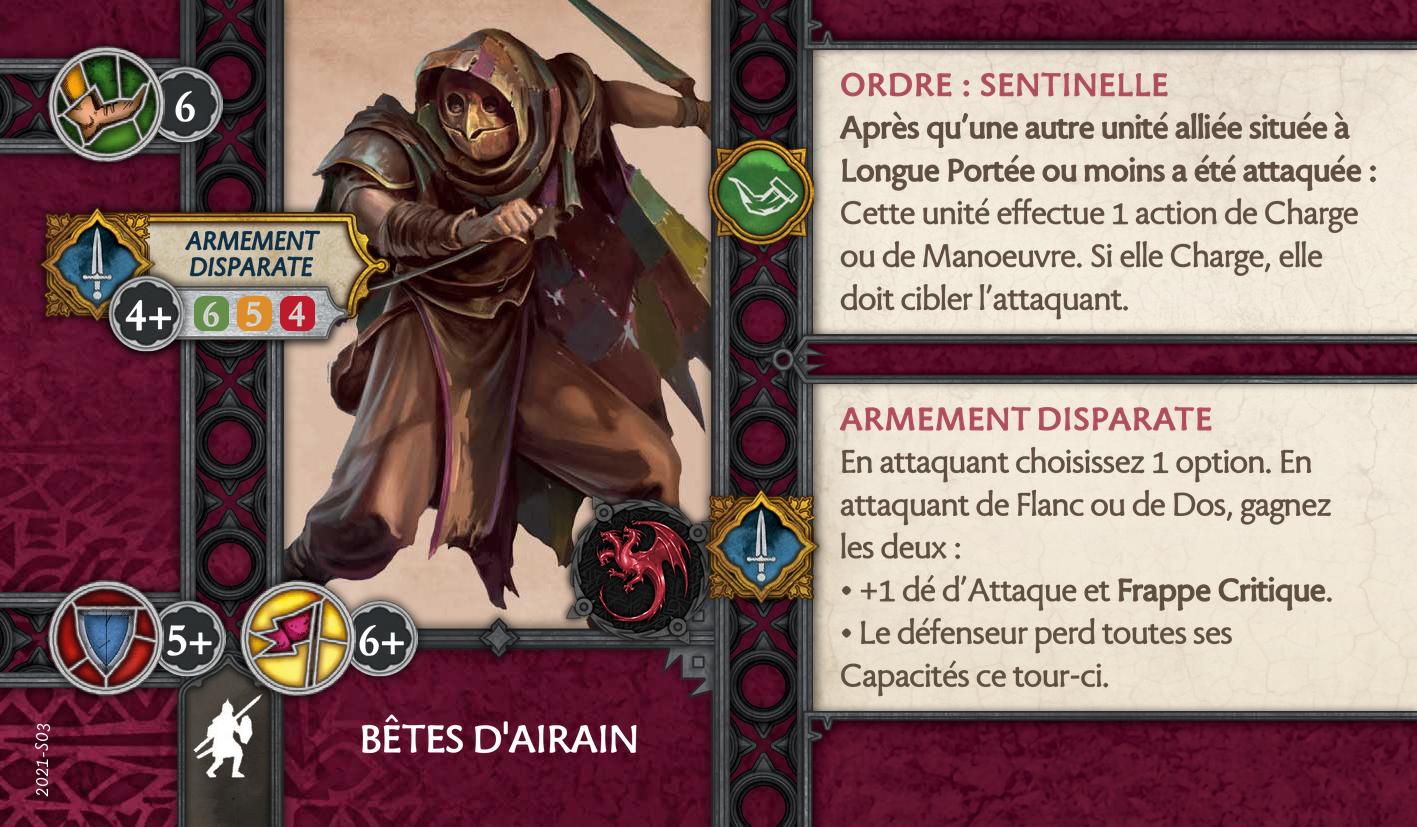 6
ARMEMENT
DISPARATE
4+ 6 5 4
5+ 6+
BÊTES D'AIRAIN
2021-S03
ORDRE : SENTINELLE
Après qu’une autre unité alliée située à
Longue Portée ou moins a été attaquée :
Cette unité effectue 1 action de Charge
ou de Manoeuvre. Si elle Charge, elle
doit cibler l’attaquant.
ARMEMENT DISPARATE
En attaquant choisissez 1 option. En
attaquant de Flanc ou de Dos, gagnez
les deux :
• +1 dé d’Attaque et Frappe Critique.
• Le défenseur perd toutes ses
Capacités ce tour-ci.